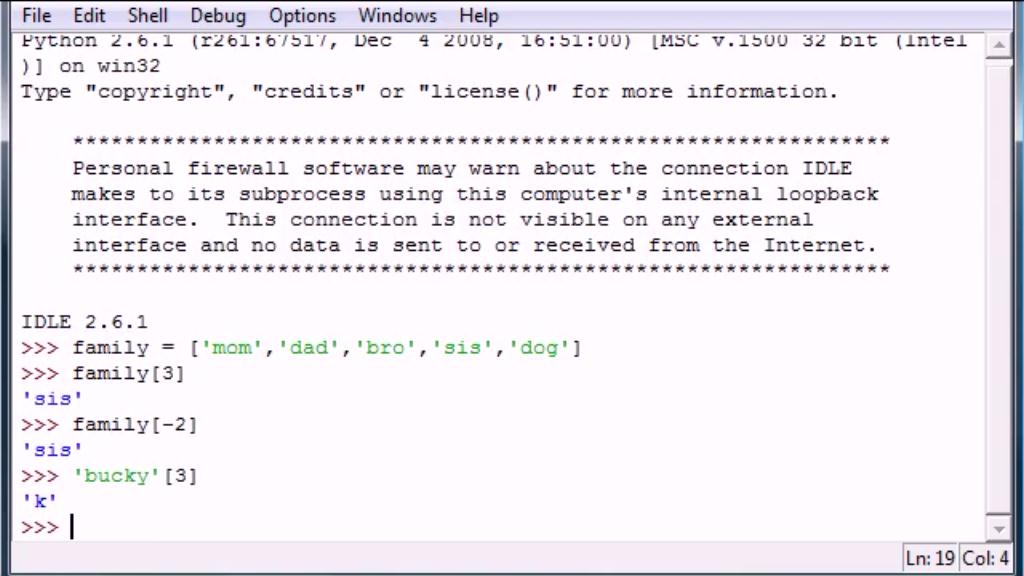 File Edit Shell Debug Options Windows Help
Python 2.6.1 (r261:67517, Dec  4 2008, 16:51:00) [MSC v.1500 32 bit (Intel
)] on win32
Type "copyright", "credits" or "license()" for more information.
****************************************************************
Personal firewall software may warn about the connection IDLE
makes to its subprocess using this computer's internal loopback
interface.  This connection is not visible on any external
interface and no data is sent to or received from the Internet.
****************************************************************
IDLE 2.6.1
>>> family = ['mom','dad','bro','sis','dog']
>>> family[3]
'sis'
>>> family[-2]
'sis'
>>> 'bucky'[3]
'k'
>>>
Ln: 19 Col: 4